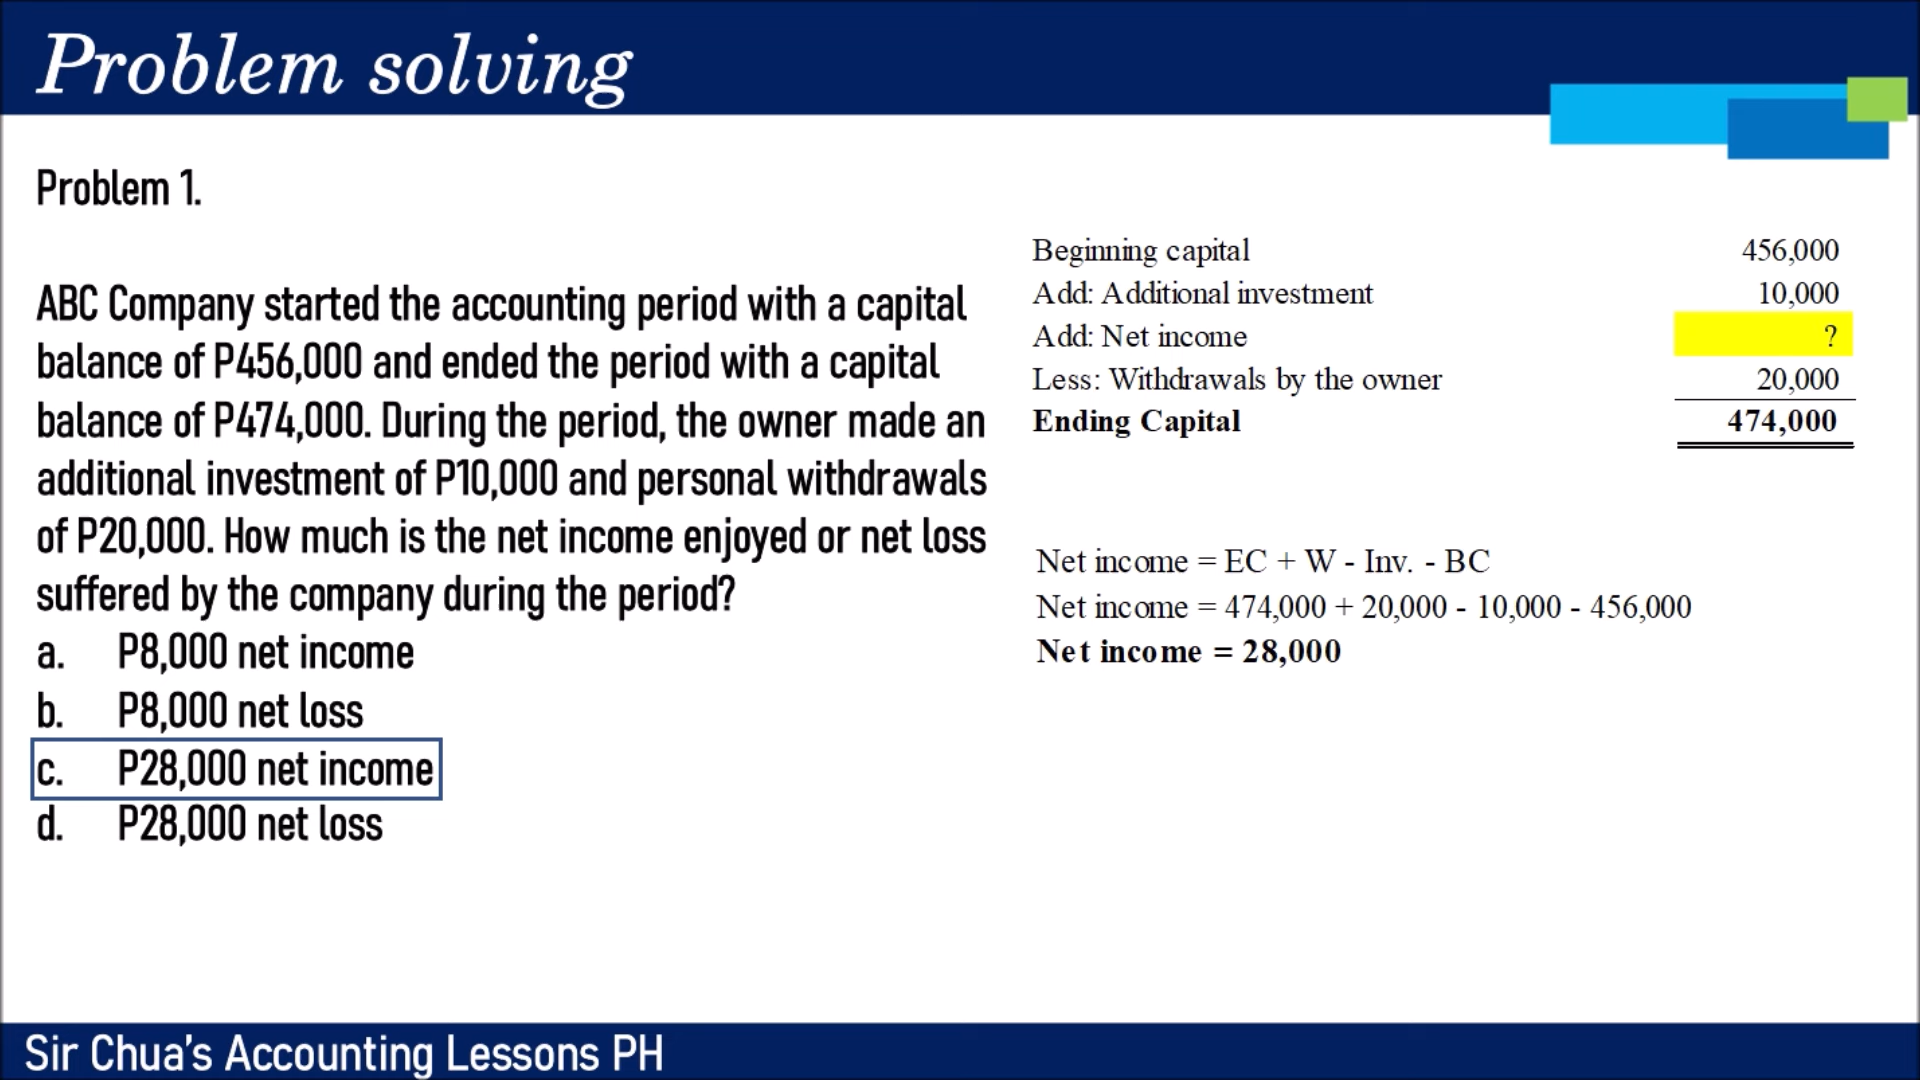 Problem solving
Problem 1.
ABC Company started the accounting period with a capital
balance of P456,000 and ended the period with a capital
balance of P474,000. During the period, the owner made an
additional investment of P10,000 and personal withdrawals
of P20,000. How much is the net income enjoyed or net loss
suffered by the company during the period?
a. P8,000 net income
b. P8,000 net loss
c. P28,000 net income
d. P28,000 net loss
Beginning capital 456,000
Add: Additional investment 10,000
Add: Net income ?
Less: Withdrawals by the owner 20,000
Ending Capital 474,000
Net income = EC + W - Inv. - BC
Net income = 474,000 + 20,000 - 10,000 - 456,000
Net income = 28,000
Sir Chua's Accounting Lessons PH